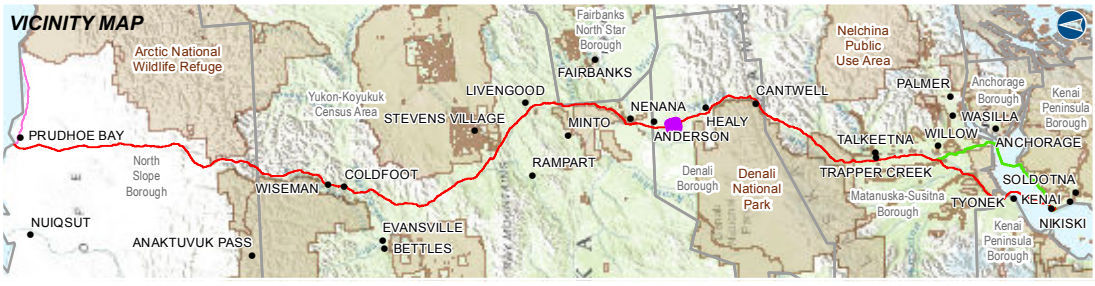 VICINITY MAP
Arctic National
Wildlife Refuge
Fairbanks
North Star
Borough
FAIRBANKS
Nelchina
Public
Use Area
PALMER
Anchorage
Borough
Kenai
Peninsula
Borough
Yukon-Koyukuk
Census Area
LIVENGOOD
STEVENS VILLAGE
MINTO
NENANA
ANDERSON
HEALY
CANTWELL
TALKEETNA
WILLOW
WASILLA
ANCHORAGE
PRUDHOE BAY
North
Slope
Borough
WISEMAN
COLDFOOT
RAMPART
Denali
Borough
Denali
National
Park
TRAPPER CREEK
Matanuska-Susitna
Borough
TYONEK
SOLDOTNA
KENAI
NIKISKI
NUIQSUT
ANAKTUVUK PASS
EVANSVILLE
BETTLES
Kenai
Peninsula
Borough